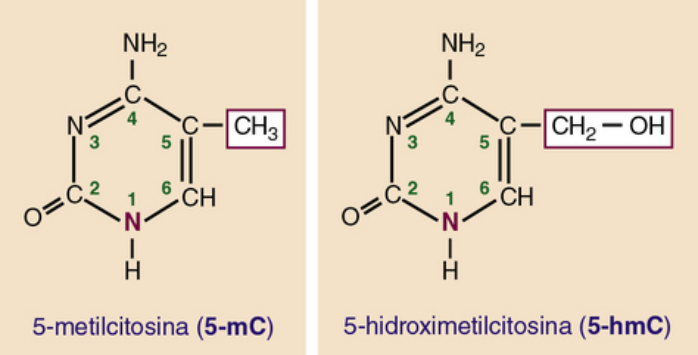 NH₂
C
4
N
3
5
C
CH₃
C
2
1
6
CH
O
N
H
5-metilcitosina (5-mC)
NH₂
C
4
N
3
5
C
CH₂ — OH
C
2
1
6
CH
O
N
H
5-hidroximetilcitosina (5-hmC)